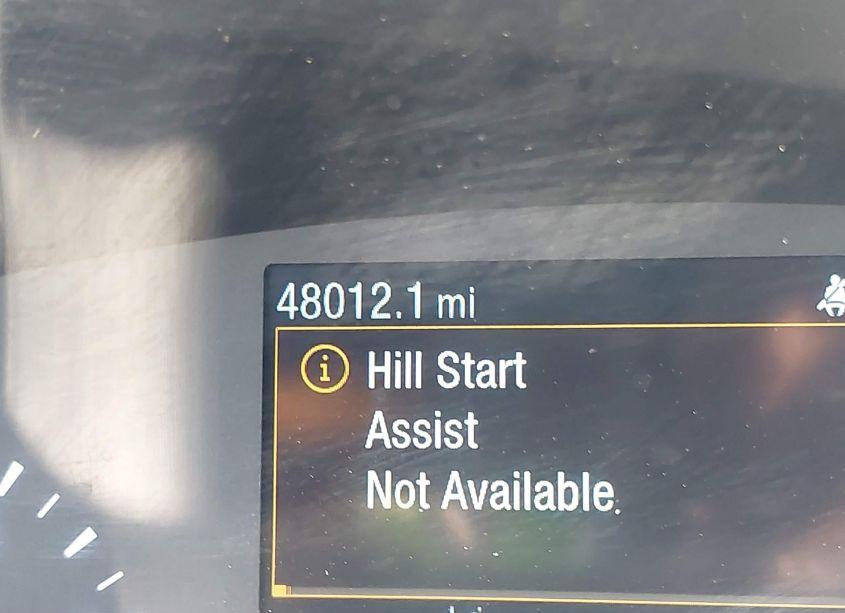 48012.1 mi
Hill Start
Assist
Not Available.